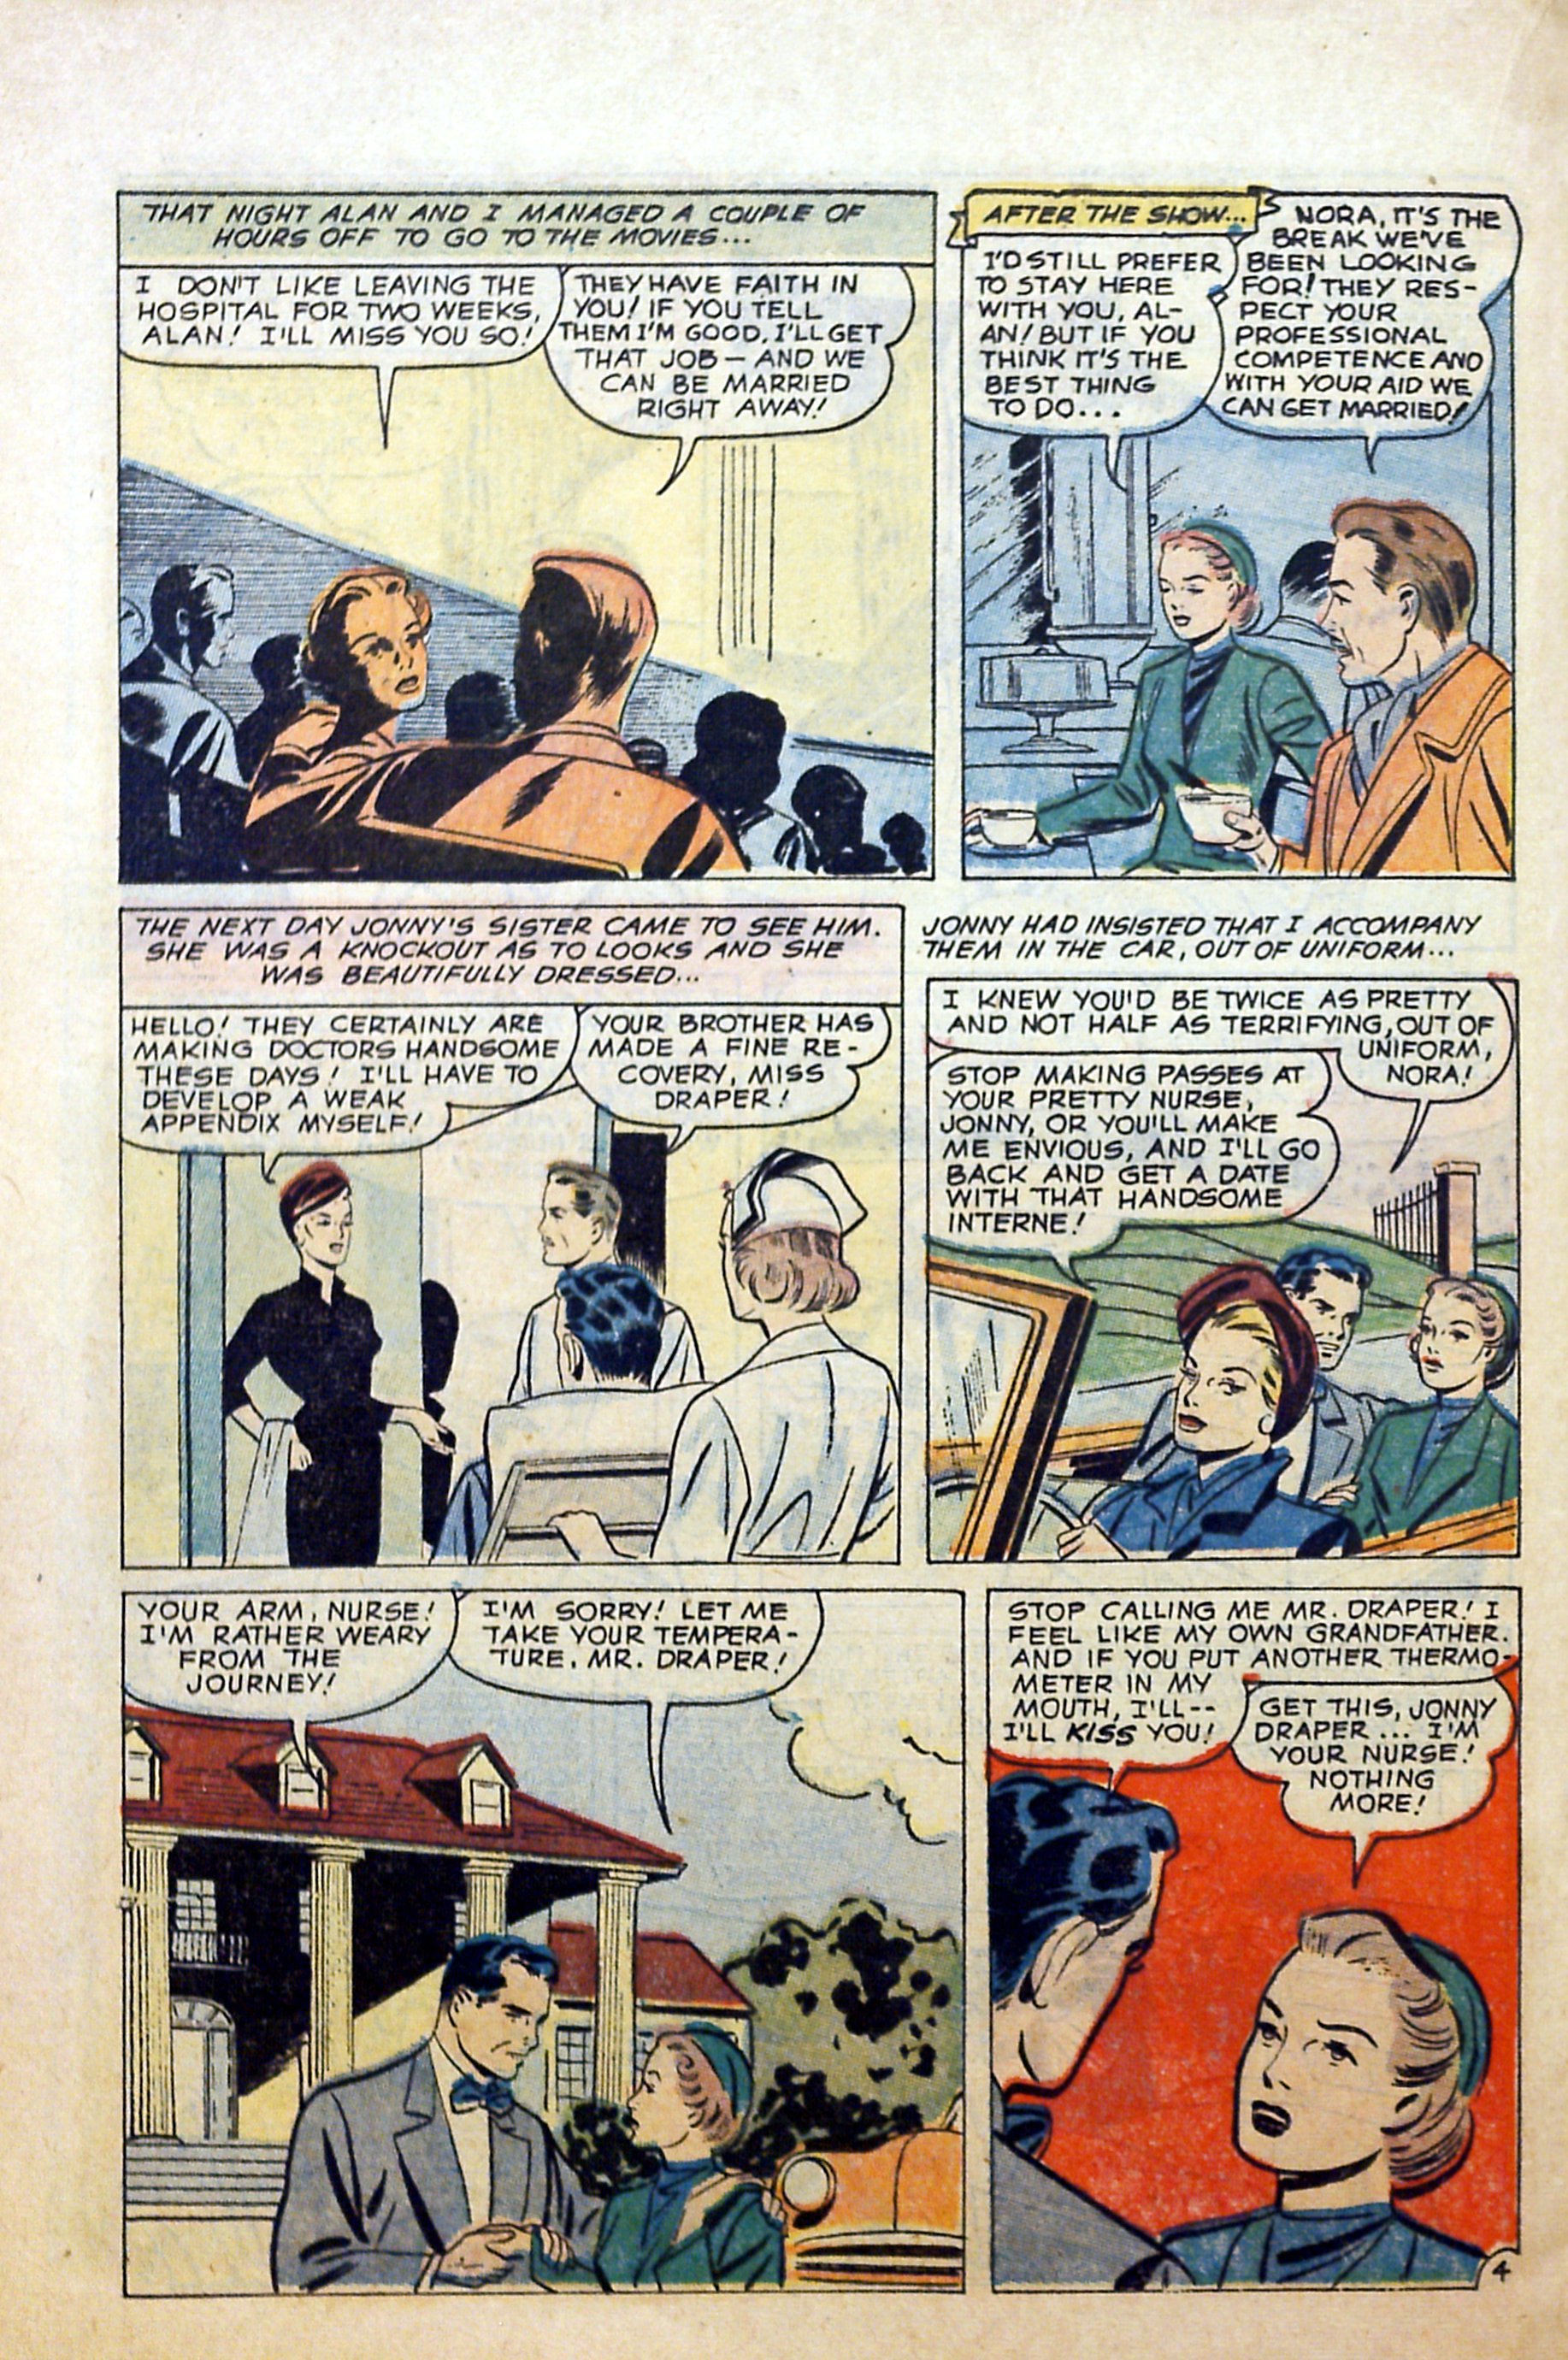 THAT NIGHT ALAN AND I MANAGED A COUPLE OF
HOURS OFF TO GO TO THE MOVIES...
I DON'T LIKE LEAVING THE
HOSPITAL FOR TWO WEEKS,
ALAN! I'LL MISS YOU SO!
THEY HAVE FAITH IN
YOU! IF YOU TELL
THEM I'M GOOD, I'LL GET
THAT JOB — AND WE
CAN BE MARRIED
RIGHT AWAY!
AFTER THE SHOW...
I'D STILL PREFER
TO STAY HERE
WITH YOU, AL-
AN! BUT IF YOU
THINK IT'S THE
BEST THING
TO DO...
NORA, IT'S THE
BREAK WE'VE
BEEN LOOKING
FOR! THEY RES-
PECT YOUR
PROFESSIONAL
COMPETENCE AND
WITH YOUR AID WE
CAN GET MARRIED!
THE NEXT DAY JONNY'S SISTER CAME TO SEE HIM.
SHE WAS A KNOCKOUT AS TO LOOKS AND SHE
WAS BEAUTIFULLY DRESSED...
HELLO! THEY CERTAINLY ARE
MAKING DOCTORS HANDSOME
THESE DAYS! I'LL HAVE TO
DEVELOP A WEAK
APPENDIX MYSELF!
YOUR BROTHER HAS
MADE A FINE RE-
COVERY, MISS
DRAPER!
JONNY HAD INSISTED THAT I ACCOMPANY
THEM IN THE CAR, OUT OF UNIFORM...
I KNEW YOU'D BE TWICE AS PRETTY
AND NOT HALF AS TERRIFYING, OUT OF
UNIFORM,
NORA!
STOP MAKING PASSES AT
YOUR PRETTY NURSE,
JONNY, OR YOU'LL MAKE
ME ENVIOUS, AND I'LL GO
BACK AND GET A DATE
WITH THAT HANDSOME
INTERNE!
YOUR ARM, NURSE!
I'M RATHER WEARY
FROM THE
JOURNEY!
I'M SORRY! LET ME
TAKE YOUR TEMPERA-
TURE, MR. DRAPER!
STOP CALLING ME MR. DRAPER! I
FEEL LIKE MY OWN GRANDFATHER.
AND IF YOU PUT ANOTHER THERMO-
METER IN MY
MOUTH, I'LL--
I'LL KISS YOU!
GET THIS, JONNY
DRAPER... I'M
YOUR NURSE!
NOTHING
MORE!
4